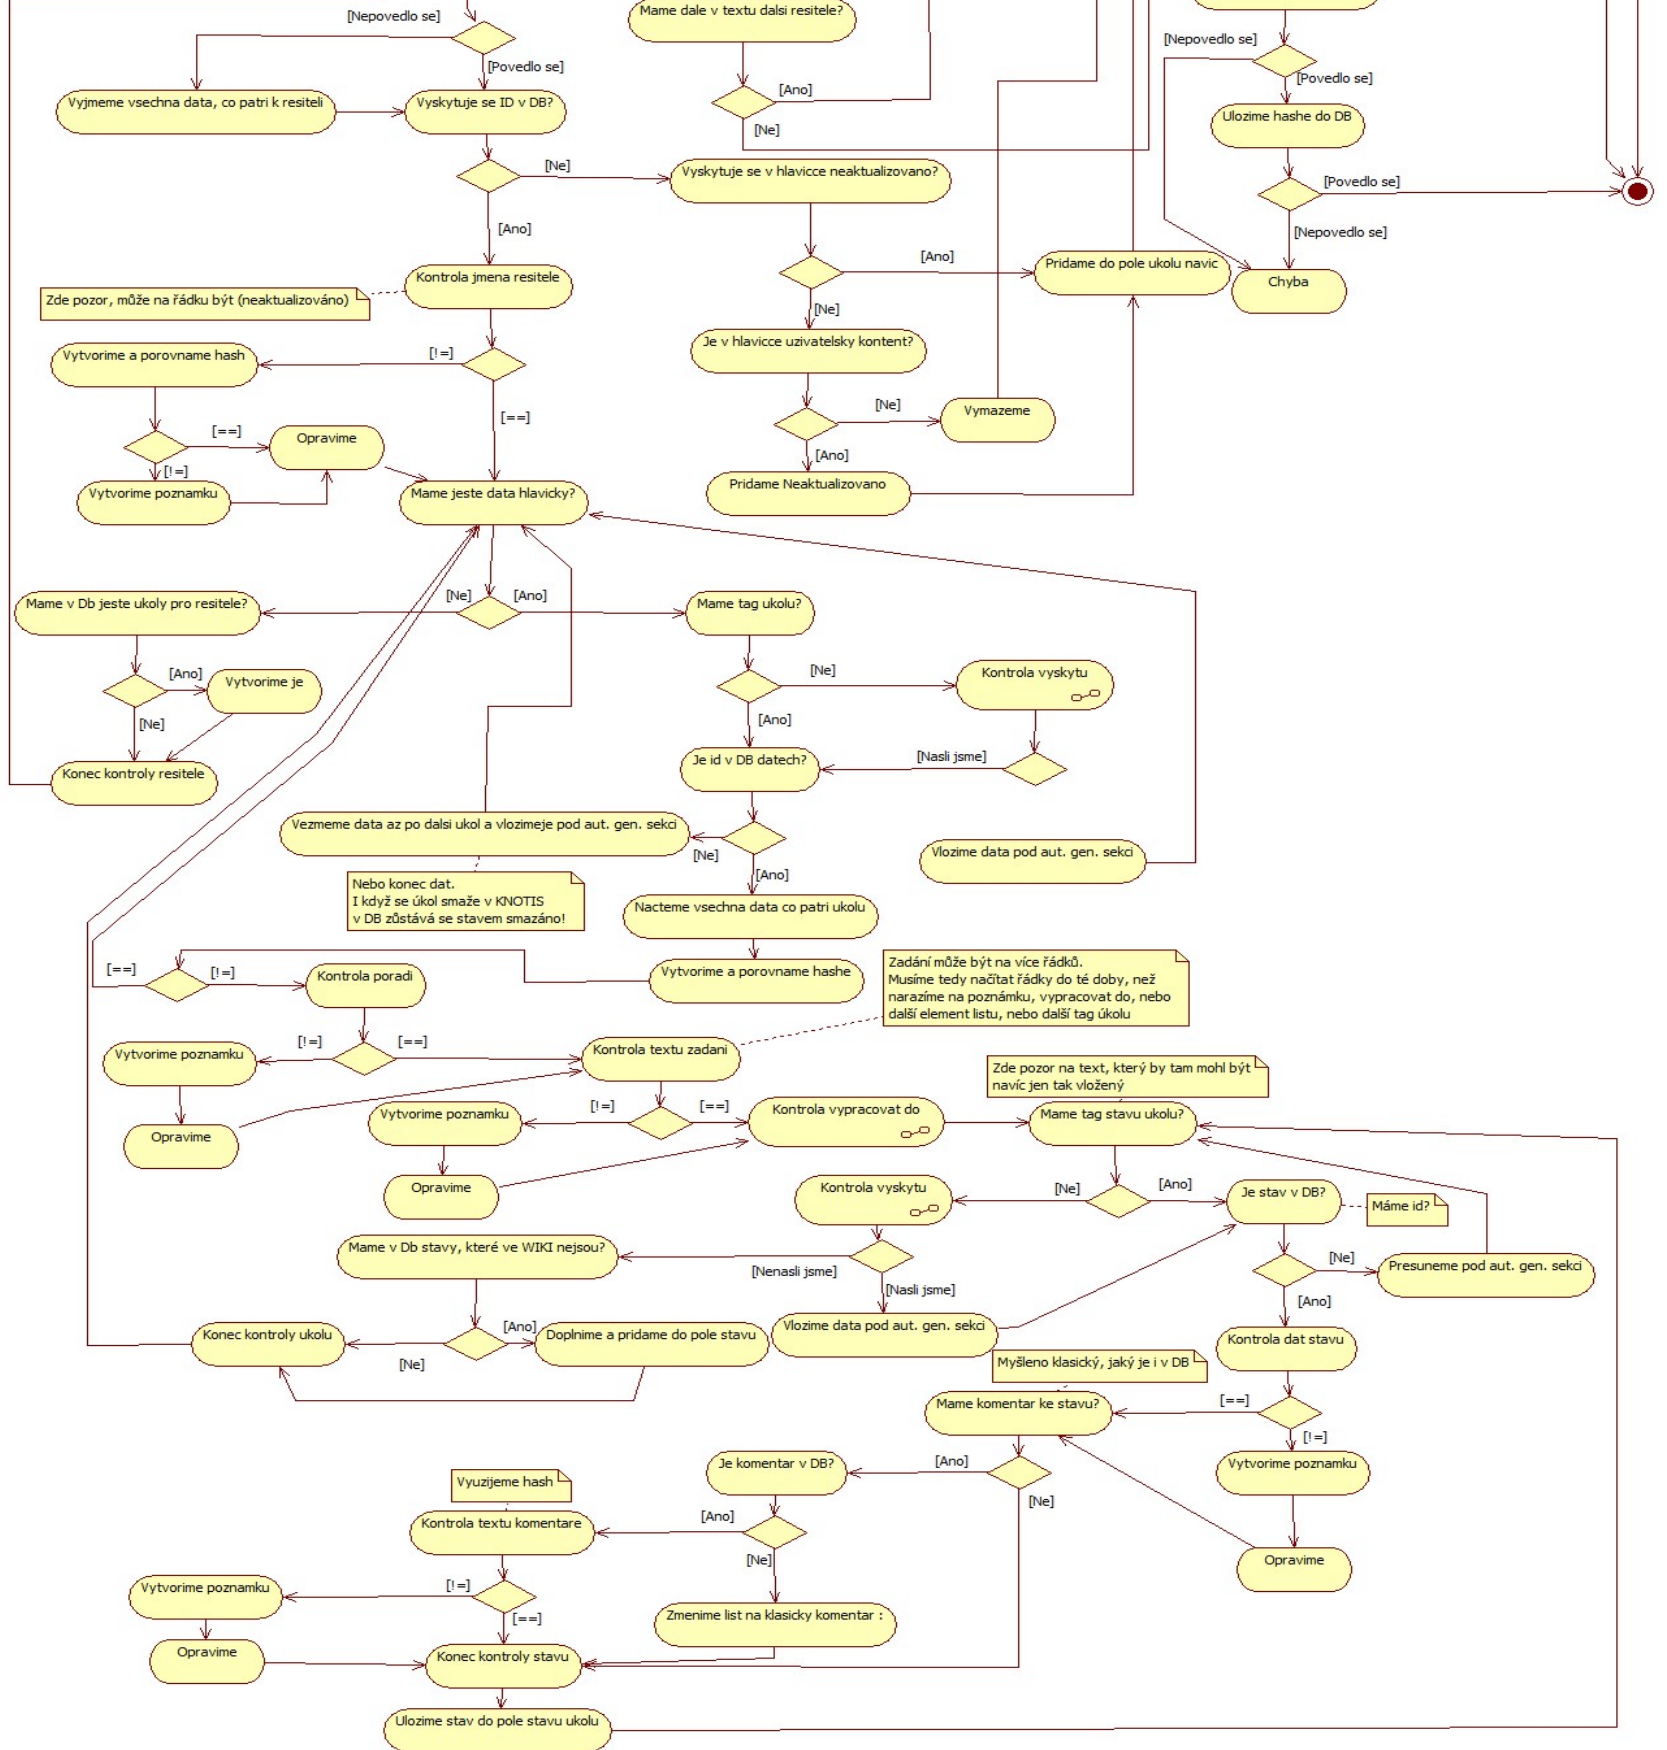 [Nepovedlo se]
Mame dale v textu dalsi resitele?
[Nepovedlo se]
[Povedlo se]
[Povedlo se]
[Ano]
Vyjmeme vsechna data, co patri k resiteli
Vyskytuje se ID v DB?
Ulozime hashe do DB
[Ne]
[Ne]
Vyskytuje se v hlavicce neaktualizovano?
[Povedlo se]
[Ano]
[Nepovedlo se]
[Ano]
Kontrola jmena resitele
Pridame do pole ukolu navic
Chyba
Zde pozor, může na řádku být (neaktualizováno)
[Ne]
Je v hlavicce uzivatelsky kontent?
Vytvorime a porovname hash
[!=]
[==]
[Ne]
Vymazeme
[==]
Opravime
[Ano]
[!=]
Vytvorime poznamku
Mame jeste data hlavicky?
Pridame Neaktualizovano
[Ne]
[Ano]
Mame v Db jeste ukoly pro resitele?
Mame tag ukolu?
[Ano]
Vytvorime je
[Ne]
Kontrola vyskytu
[Ne]
[Ano]
Konec kontroly resitele
Je id v DB datech?
[Nasli jsme]
Vezmeme data az po dalsi ukol a vlozimeje pod aut. gen. sekci
[Ne]
Vlozime data pod aut. gen. sekci
[Ano]
Nebo konec dat.
I když se úkol smaže v KNOTIS
v DB zůstává se stavem smazáno!
Nacteme vsechna data co patri ukolu
[==]
[!=]
Kontrola poradi
Vytvorime a porovname hashe
Zadání může být na více řádků.
Musíme tedy načítat řádky do té doby, než
narazíme na poznámku, vypracovat do, nebo
další element listu, nebo další tag úkolu
[!=]
[==]
Vytvorime poznamku
Kontrola textu zadani
Zde pozor na text, který by tam mohl být
navíc jen tak vložený
Opravime
Vytvorime poznamku
[!=]
[==]
Kontrola vypracovat do
Mame tag stavu ukolu?
Opravime
Kontrola vyskytu
[Ne]
[Ano]
Je stav v DB?
Máme id?
Mame v Db stavy, které ve WIKI nejsou?
[Nenasli jsme]
[Nasli jsme]
[Ne]
Presuneme pod aut. gen. sekci
[Ano]
Konec kontroly ukolu
[Ne]
[Ano]
Doplnime a pridame do pole stavu
Vlozime data pod aut. gen. sekci
Kontrola dat stavu
Myšleno klasický, jaký je i v DB
Mame komentar ke stavu?
[==]
[!=]
Vytvorime poznamku
Je komentar v DB?
[Ano]
[Ne]
Vyuzijeme hash
Kontrola textu komentare
[Ano]
[Ne]
Opravime
Vytvorime poznamku
[!=]
[==]
Zmenime list na klasicky komentar :
Opravime
Konec kontroly stavu
Ulozime stav do pole stavu ukolu